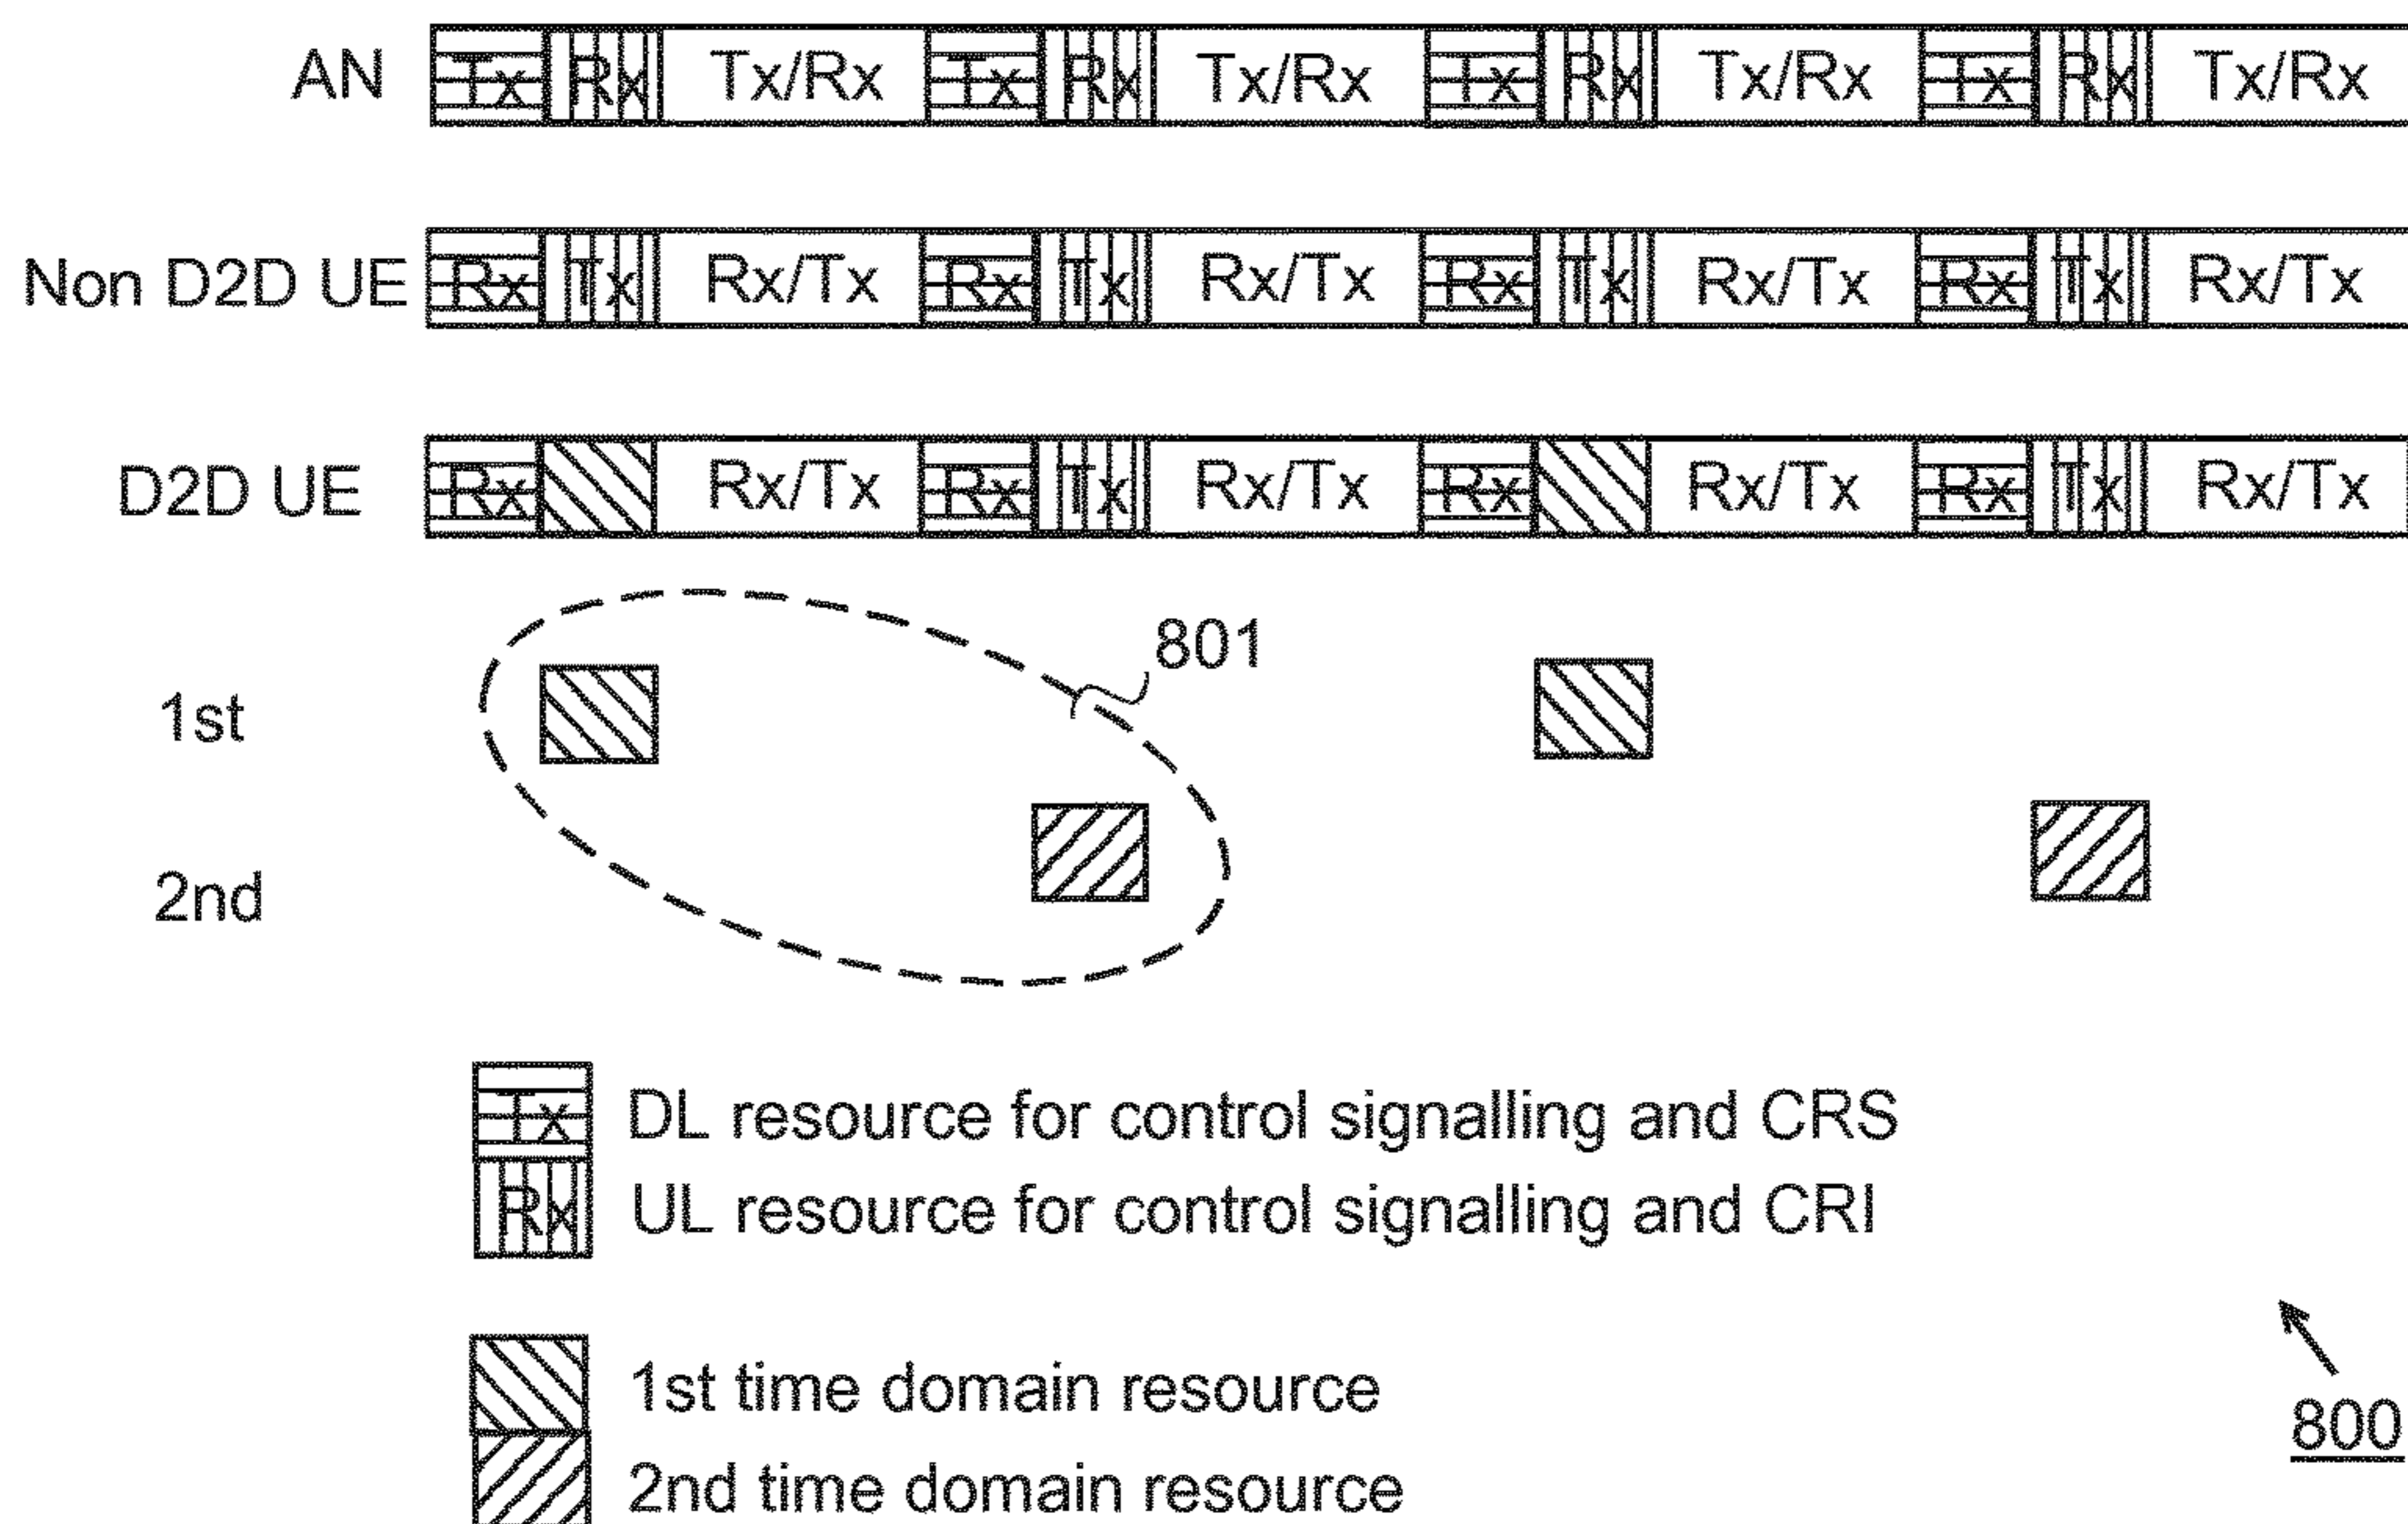 AN Tx Rx Tx/Rx Tx Rx Tx/Rx Tx Rx Tx/Rx Tx Rx Tx/Rx
Non D2D UE Rx Tx Rx/Tx Rx Tx Rx/Tx Rx Tx Rx/Tx Rx Tx Rx/Tx
D2D UE Rx Rx/Tx Rx Tx Rx/Tx Rx Rx/Tx Rx Tx Rx/Tx
801
1st
2nd
Tx DL resource for control signalling and CRS
Rx UL resource for control signalling and CRI
1st time domain resource
800
2nd time domain resource